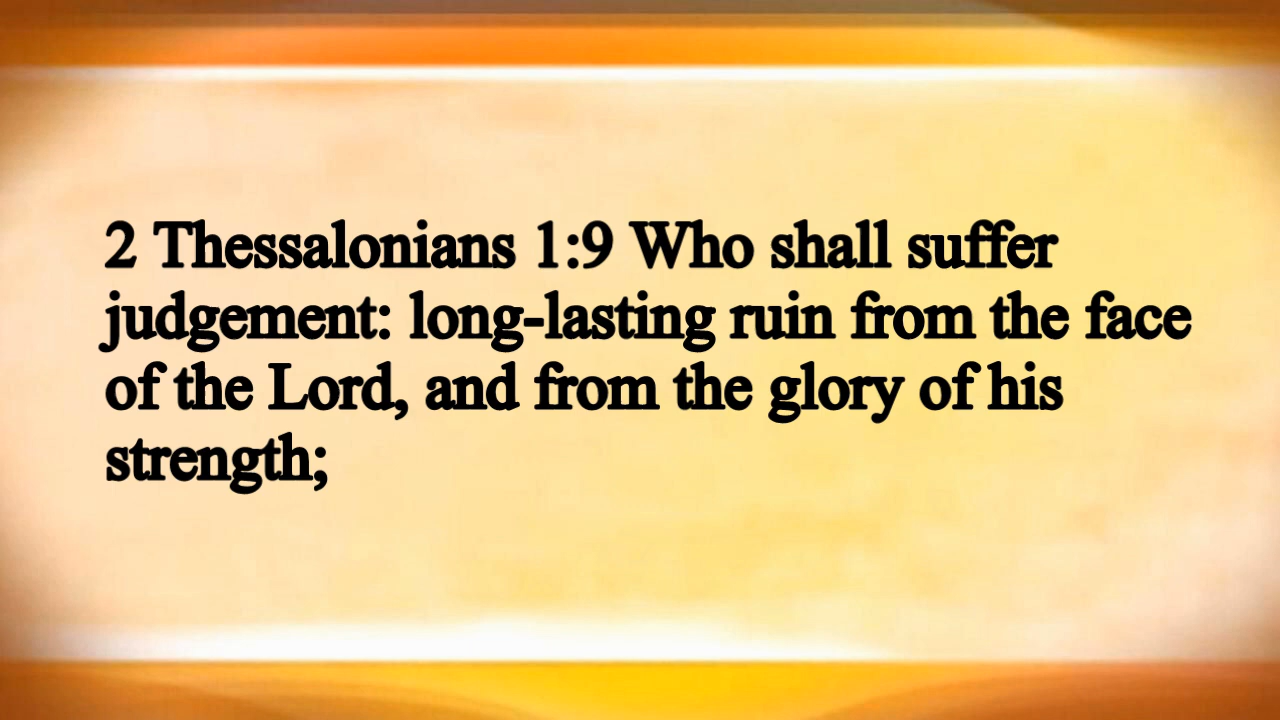 2 Thessalonians 1:9 Who shall suffer
judgement: long-lasting ruin from the face
of the Lord, and from the glory of his
strength;